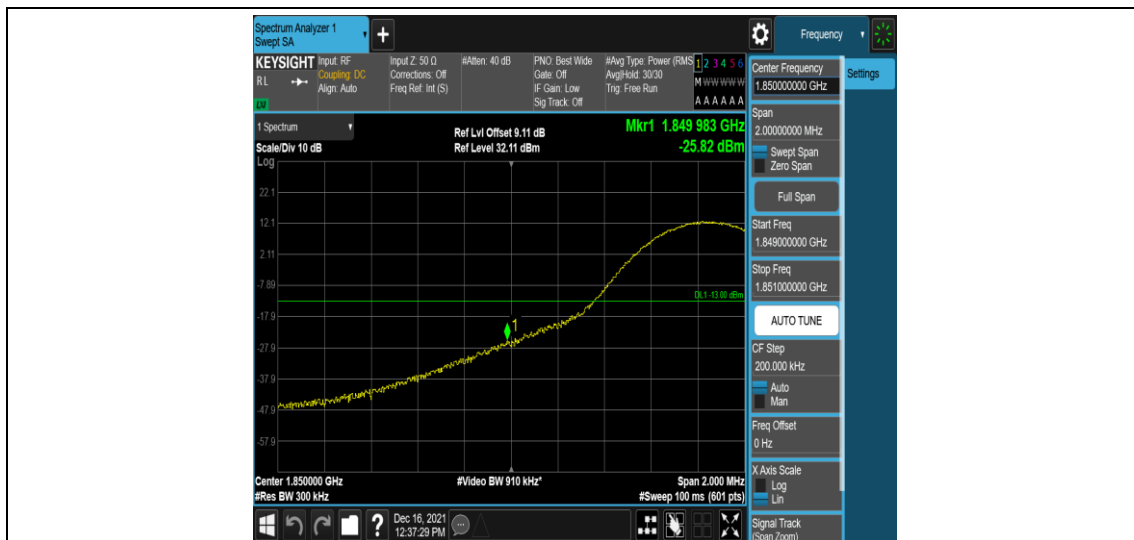 Spectrum Analyzer 1
Swept SA
Frequency
KEYSIGHT
RL
LXI
Input: RF
Coupling: DC
Align: Auto
Input Z: 50 Ω
Corrections: Off
Freq Ref: Int (S)
#Atten: 40 dB
PNO: Best Wide
Gate: Off
IF Gain: Low
Sig Track: Off
#Avg Type: Power (RMS
Avg|Hold: 30/30
Trig: Free Run
1 2 3 4 5 6
M W W W W W
A A A A A A
1 Spectrum
Scale/Div 10 dB
Ref Lvl Offset 9.11 dB
Ref Level 32.11 dBm
Mkr1 1.849 983 GHz
-25.82 dBm
Log
22.1
12.1
2.11
-7.89
-17.9
-27.9
-37.9
-47.9
-57.9
DL1 -13.00 dBm
1
Center 1.85000 GHz
#Res BW 300 kHz
#Video BW 910 kHz*
Span 2.000 MHz
#Sweep 100 ms (601 pts)
Dec 16, 2021
12:37:29 PM
Center Frequency
1.850000000 GHz
Settings
Span
2.00000000 MHz
Swept Span
Zero Span
Full Span
Start Freq
1.849000000 GHz
Stop Freq
1.851000000 GHz
AUTO TUNE
CF Step
200.000 kHz
Auto
Man
Freq Offset
0 Hz
X Axis Scale
Log
Lin
Signal Track
(Span Zoom)